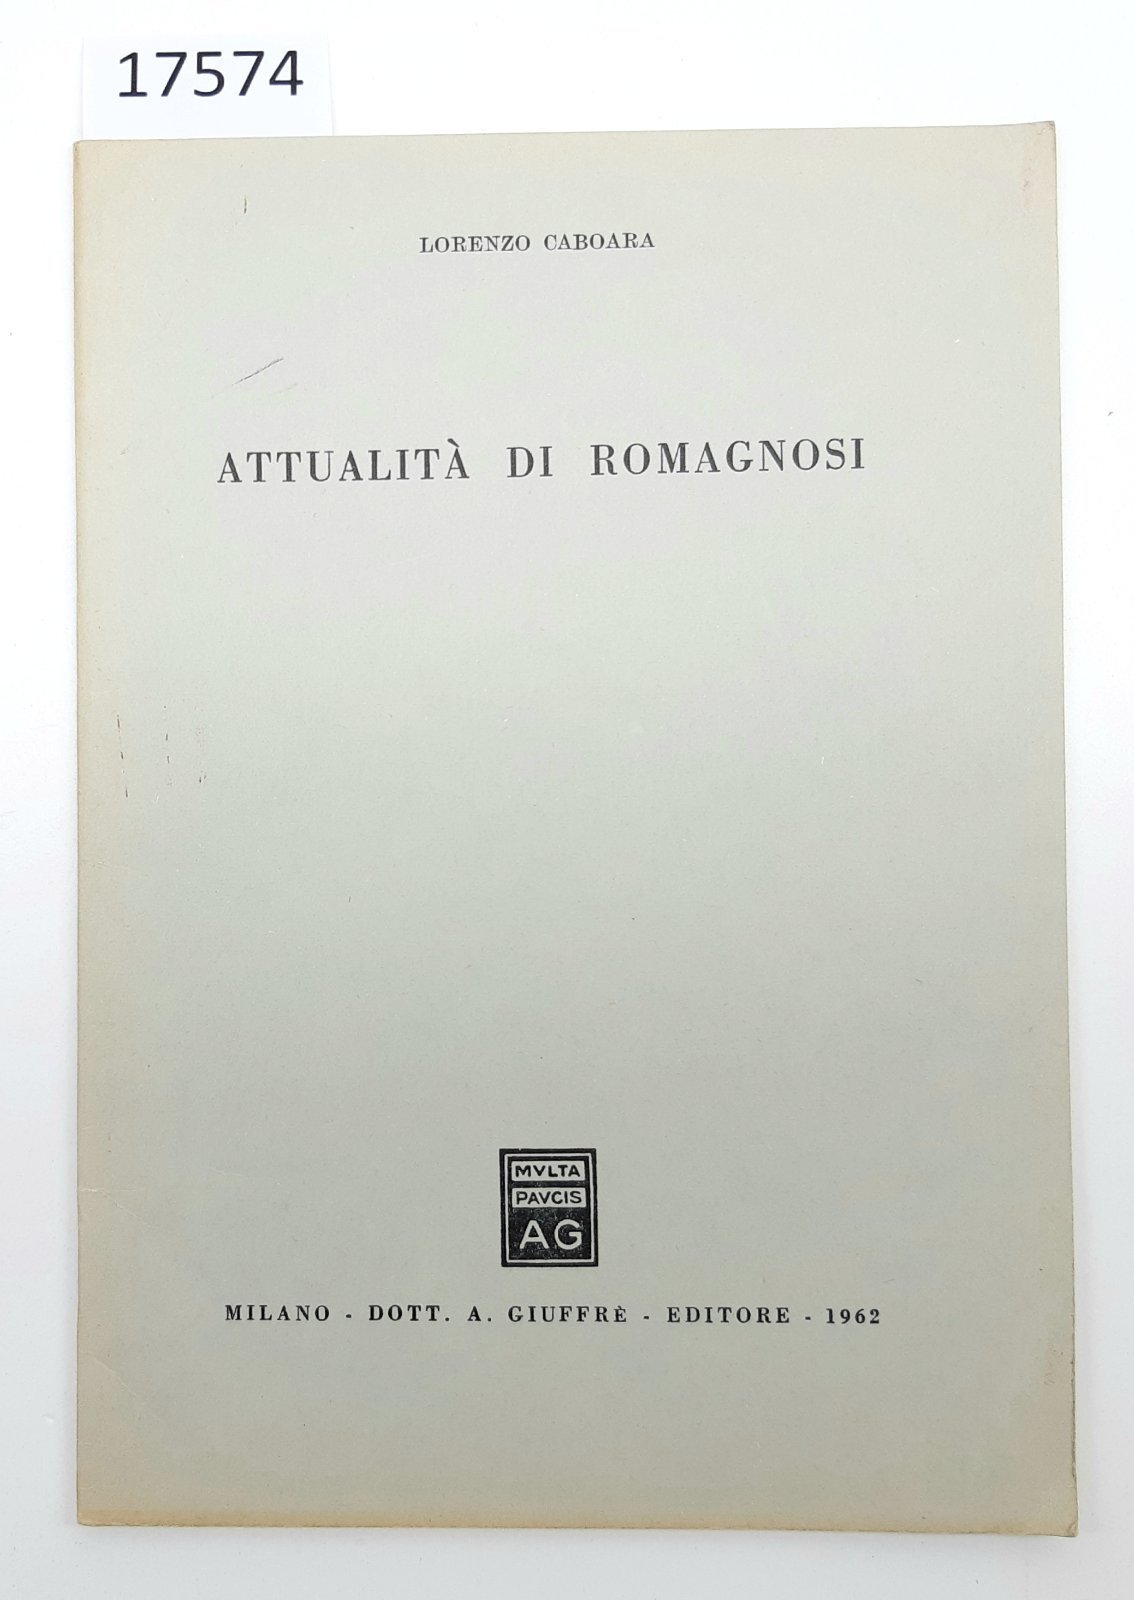 17574
LORENZO CABOARA
ATTUALITÀ DI ROMAGNOSI
MVLTA
PAVCIS
AG
MILANO - DOTT. A. GIUFFRÈ - EDITORE - 1962